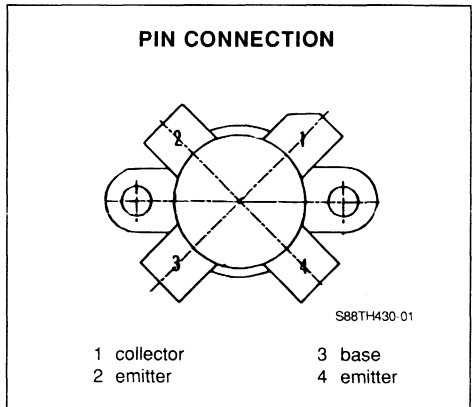 PIN CONNECTION
2 1
3 4
S88TH430-01
1 collector 3 base
2 emitter 4 emitter